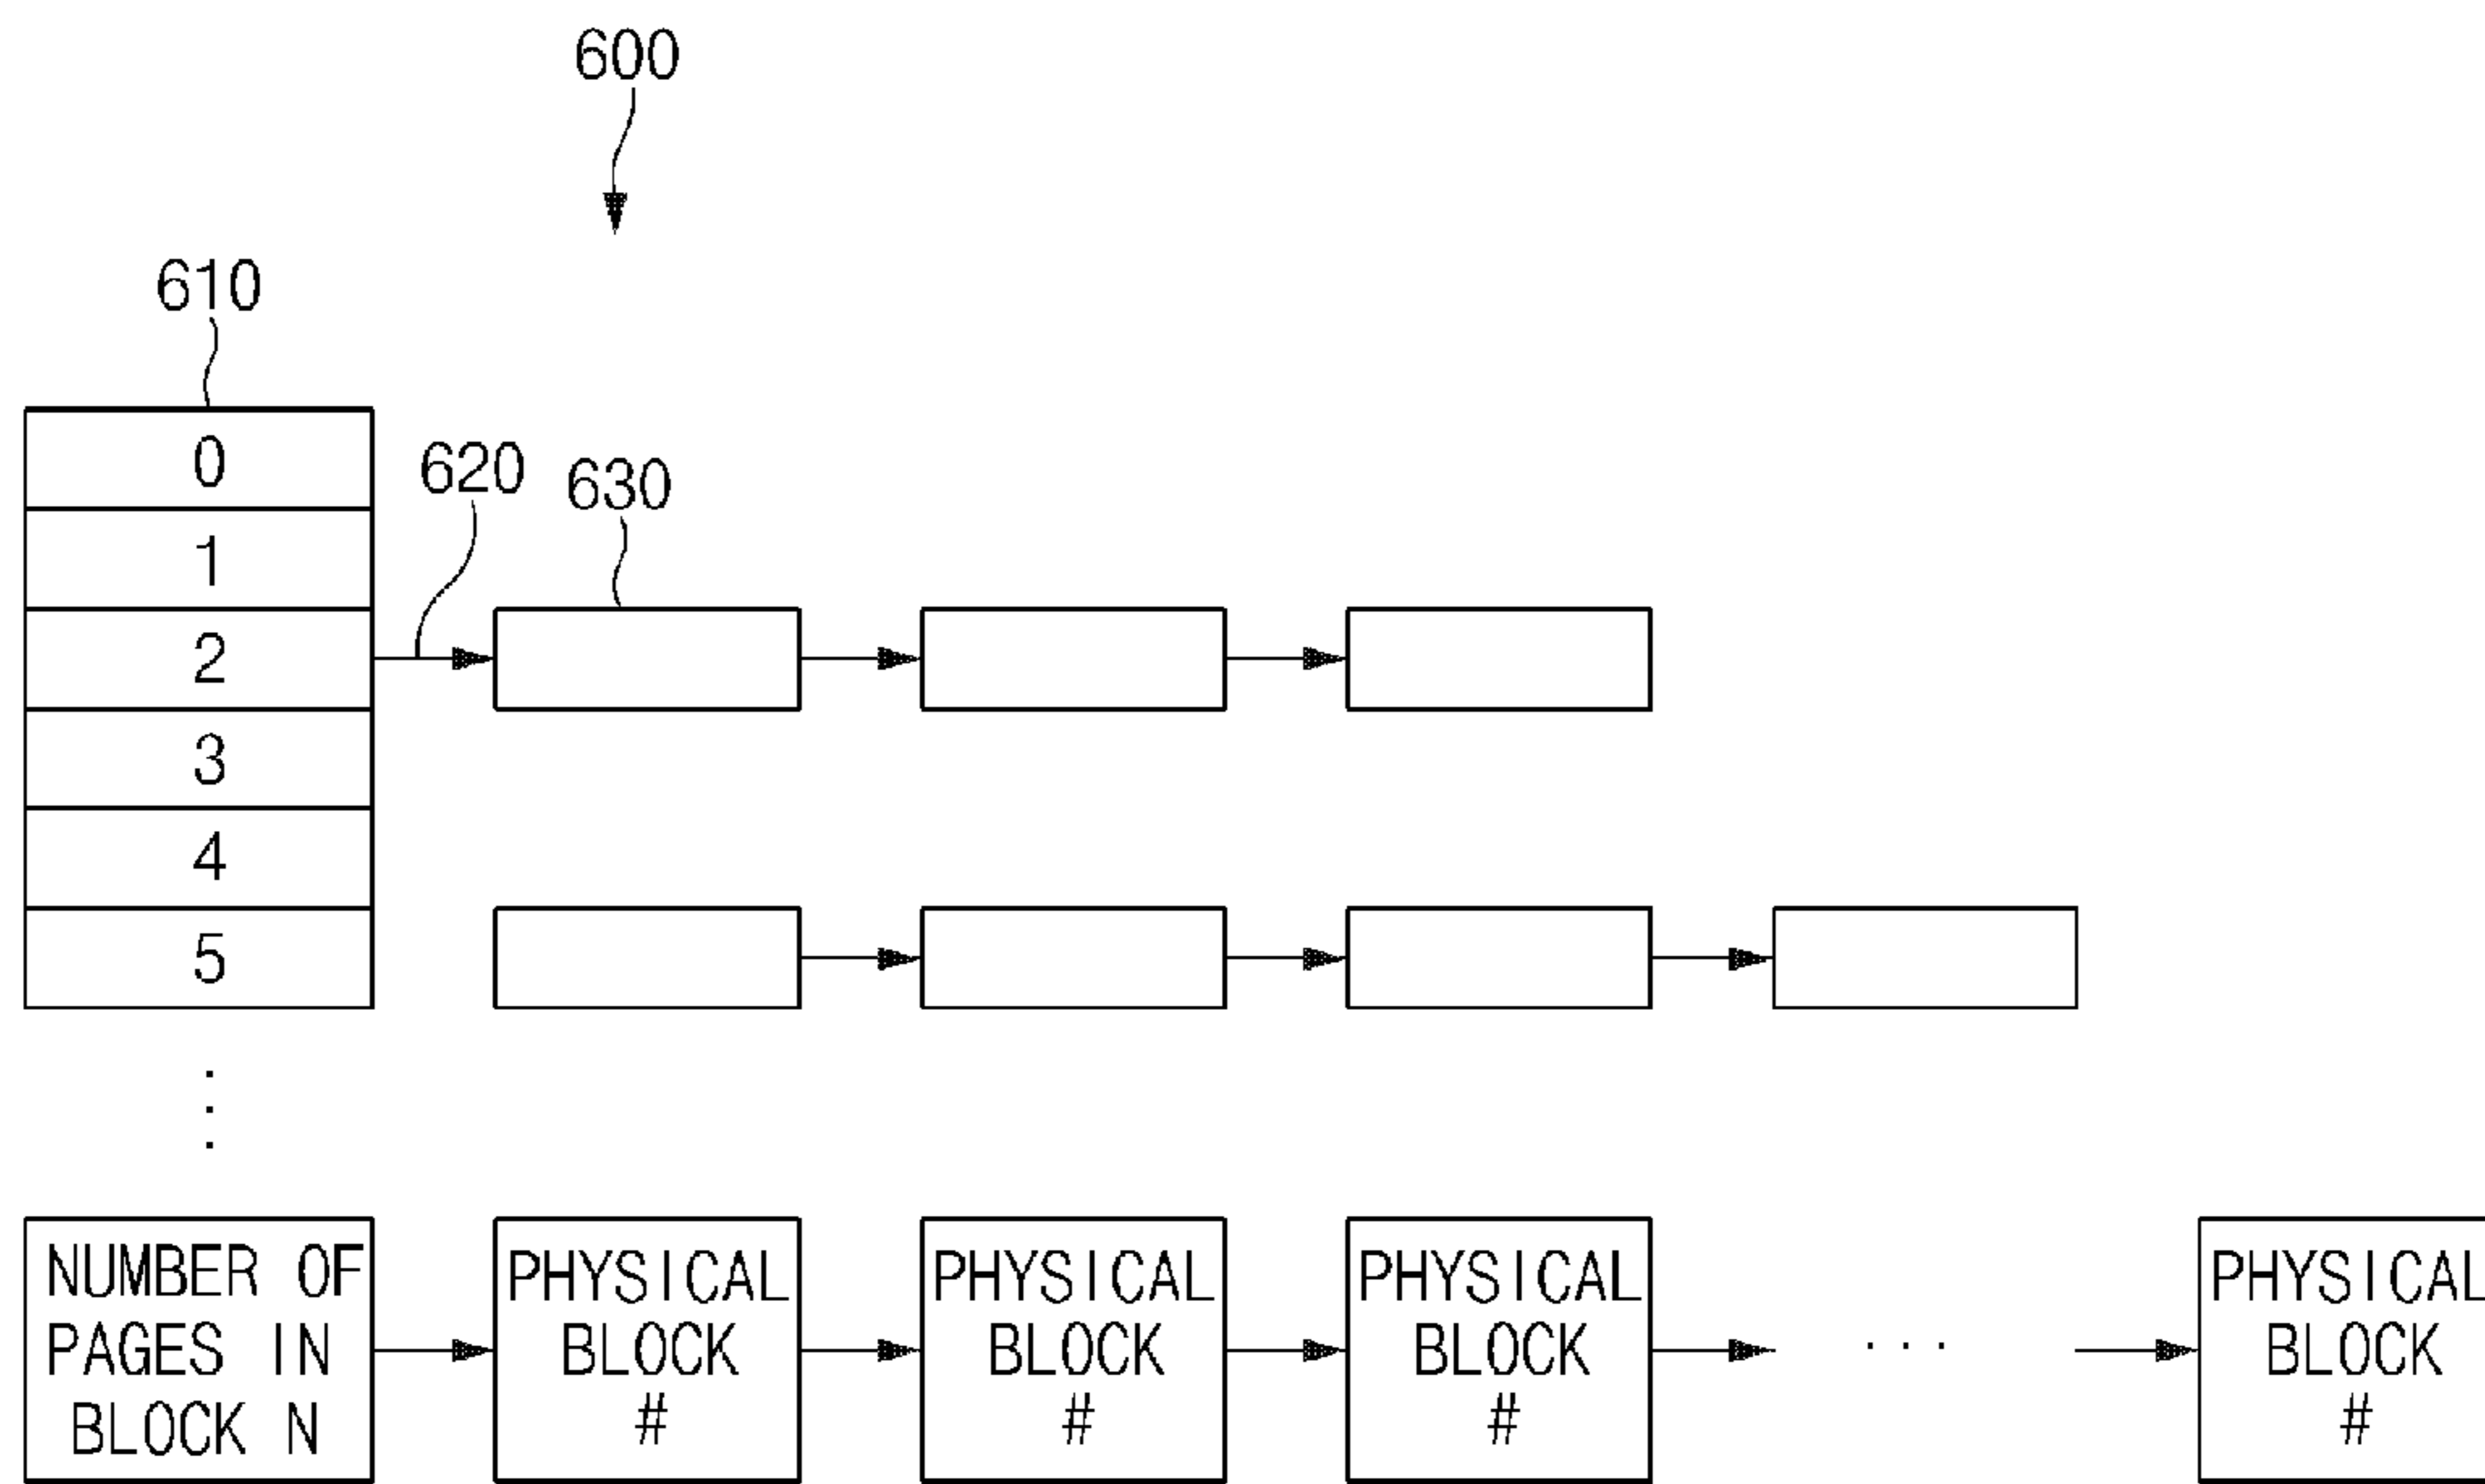 600
610
0
620
630
1
2
3
4
5
.
.
.
NUMBER OF
PAGES IN
BLOCK N
PHYSICAL
BLOCK
#
PHYSICAL
BLOCK
#
PHYSICAL
BLOCK
#
. . .
PHYSICAL
BLOCK
#